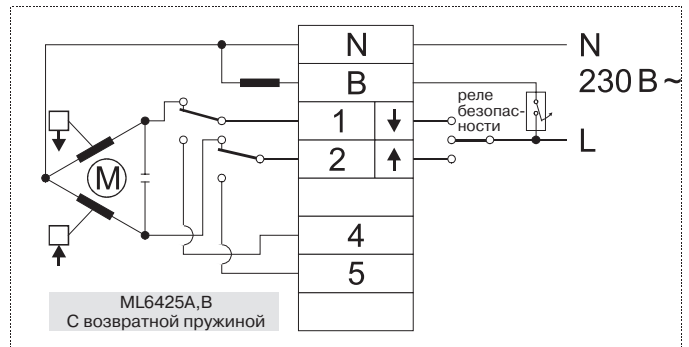 N
N
B
230 В ~
реле
безопас-
ности
1
L
2
M
4
5
ML6425A,B
С возвратной пружиной